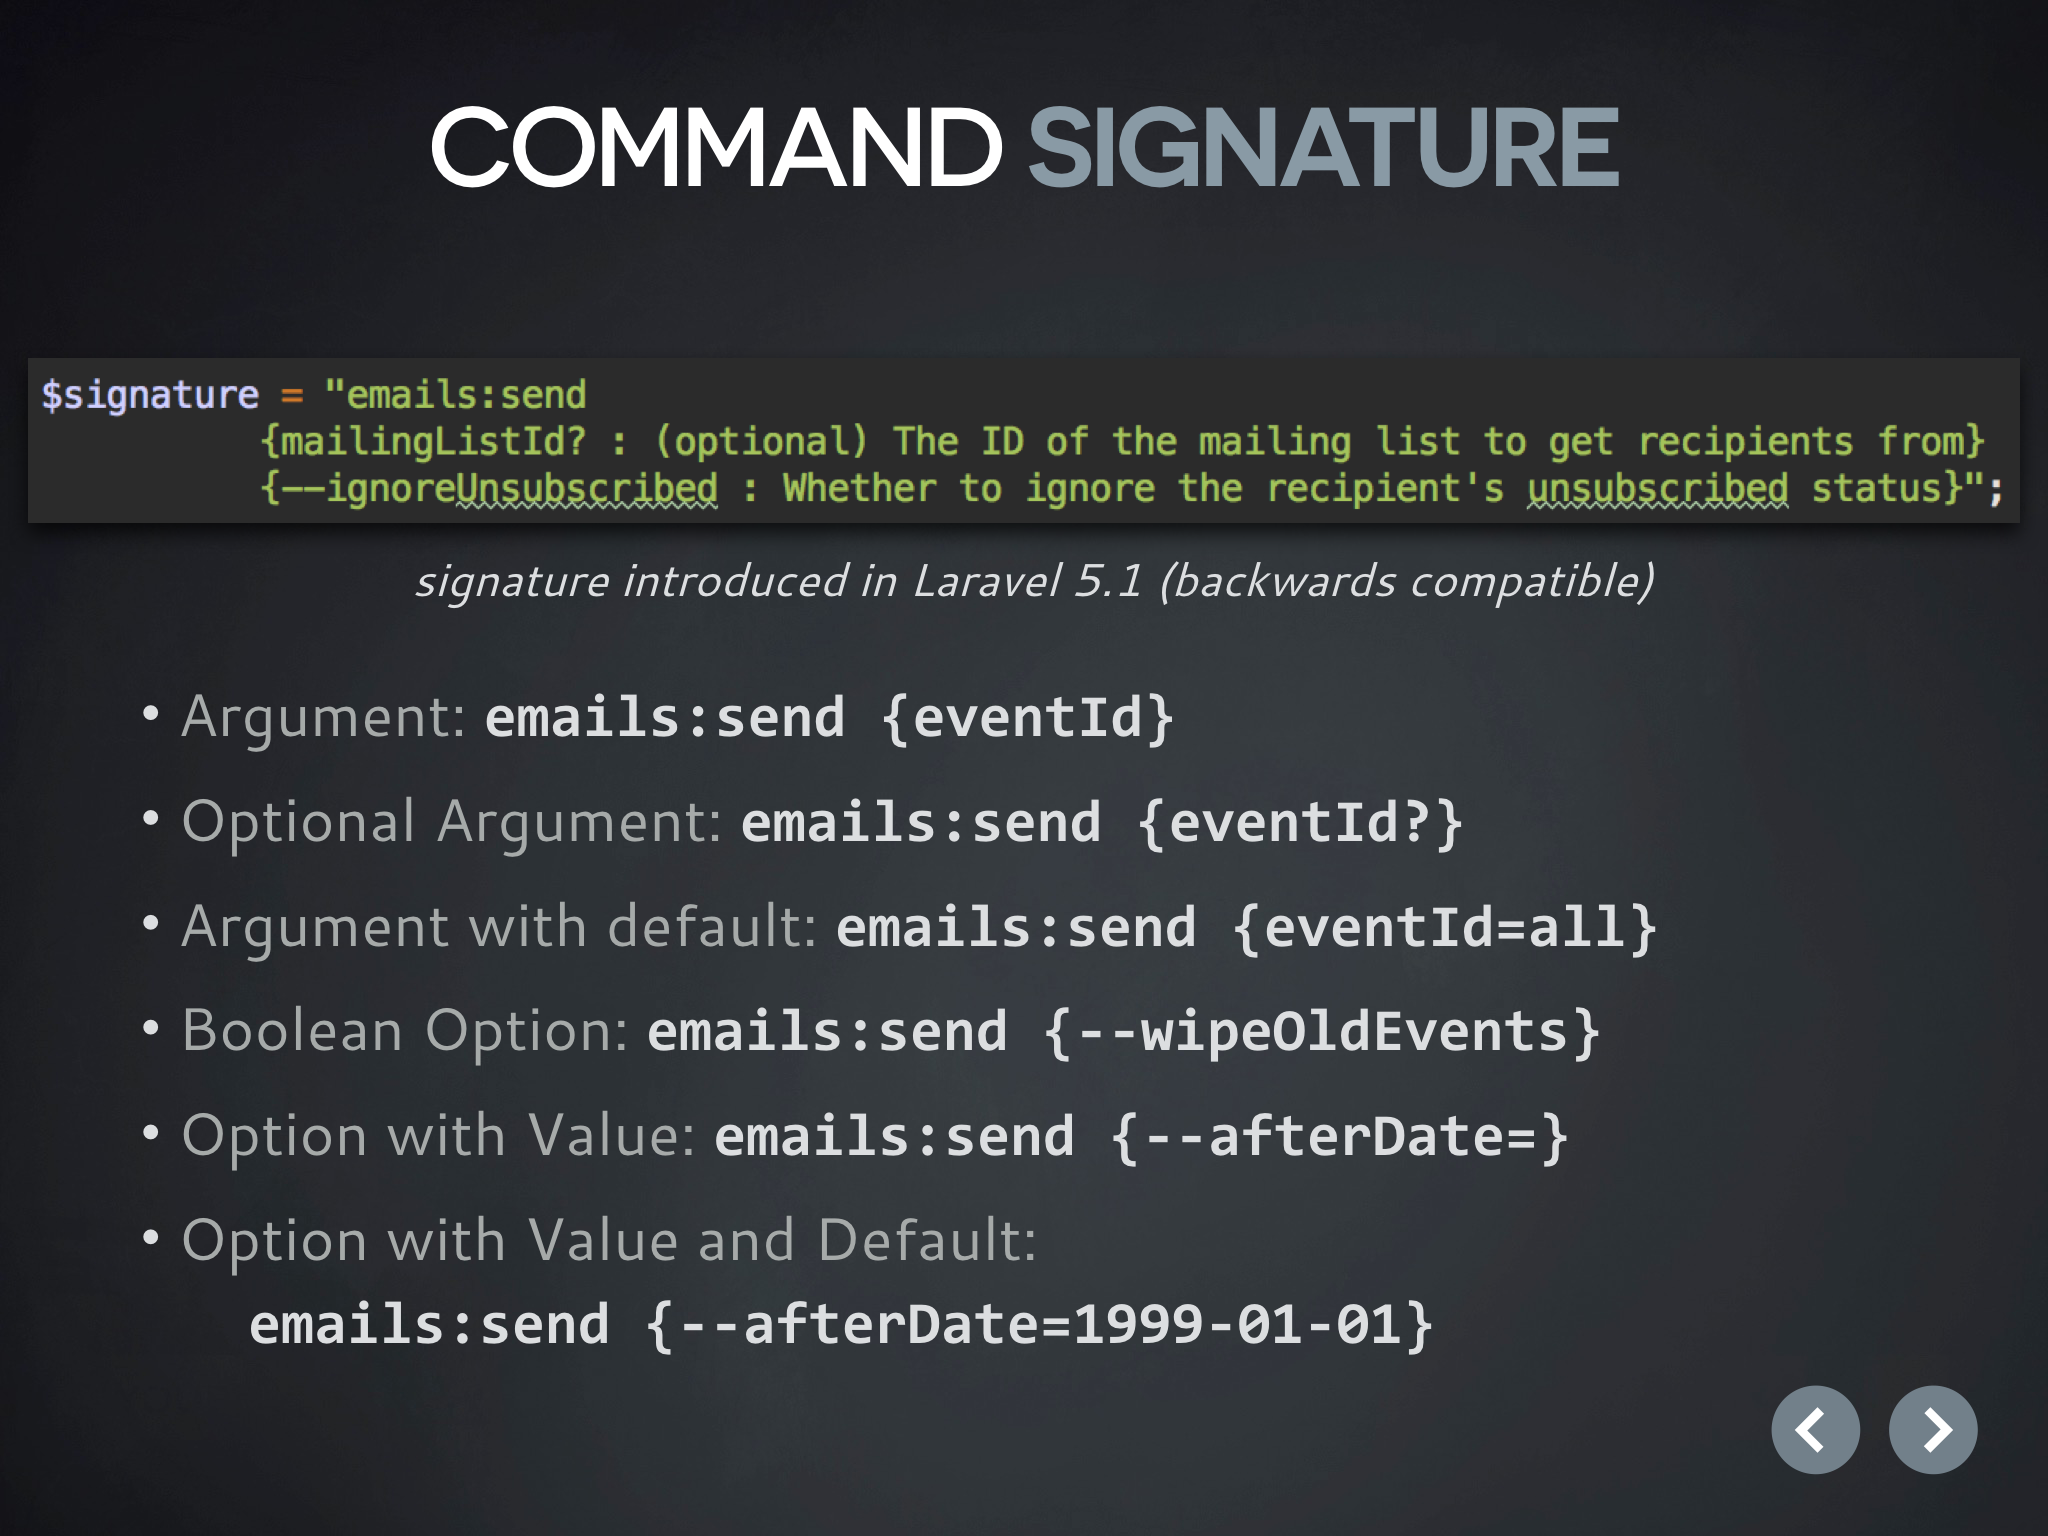 COMMAND SIGNATURE
$signature = "emails:send
{mailingListId? : (optional) The ID of the mailing list to get recipients from}
{--ignoreUnsubscribed : Whether to ignore the recipient's unsubscribed status}";
signature introduced in Laravel 5.1 (backwards compatible)
• Argument: emails:send {eventId}
• Optional Argument: emails:send {eventId?}
• Argument with default: emails:send {eventId=all}
• Boolean Option: emails:send {--wipeOldEvents}
• Option with Value: emails:send {--afterDate=}
• Option with Value and Default:
emails:send {--afterDate=1999-01-01}